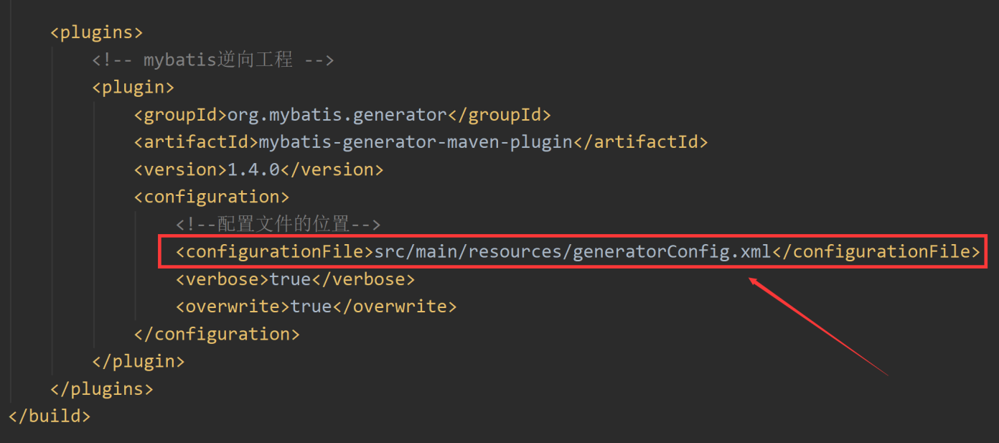 <plugins>
<!-- mybatis逆向工程 -->
<plugin>
<groupId>org.mybatis.generator</groupId>
<artifactId>mybatis-generator-maven-plugin</artifactId>
<version>1.4.0</version>
<configuration>
<!--配置文件的位置-->
<configurationFile>src/main/resources/generatorConfig.xml</configurationFile>
<verbose>true</verbose>
<overwrite>true</overwrite>
</configuration>
</plugin>
</plugins>
</build>